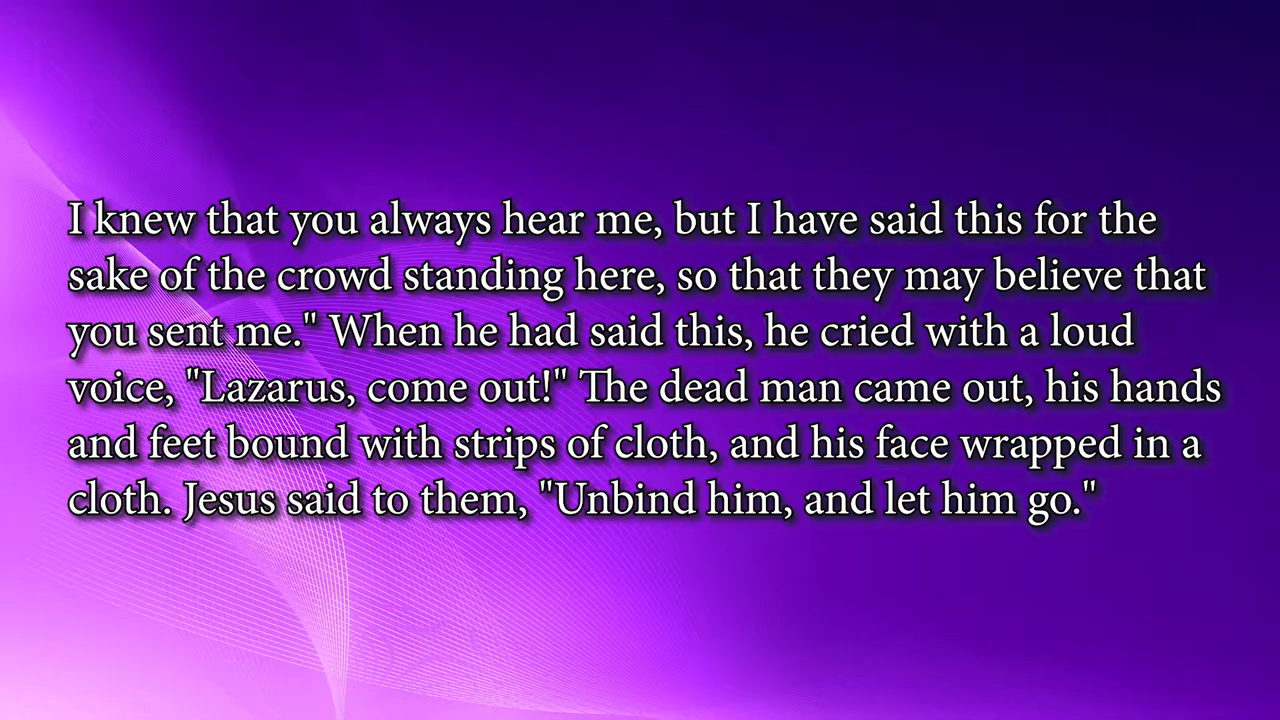 I knew that you always hear me, but I have said this for the
sake of the crowd standing here, so that they may believe that
you sent me." When he had said this, he cried with a loud
voice, "Lazarus, come out!" The dead man came out, his hands
and feet bound with strips of cloth, and his face wrapped in a
cloth. Jesus said to them, "Unbind him, and let him go."